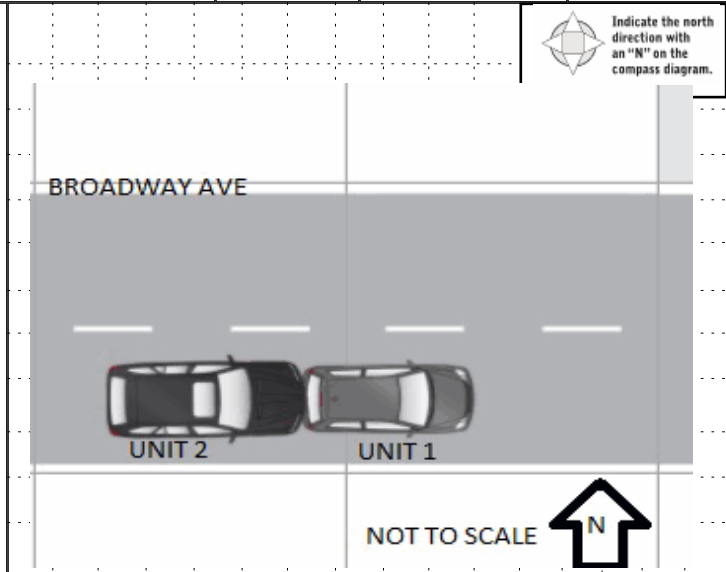 Indicate the north
direction with
an “N” on the
compass diagram.
BROADWAY AVE
UNIT 2
UNIT 1
NOT TO SCALE
N